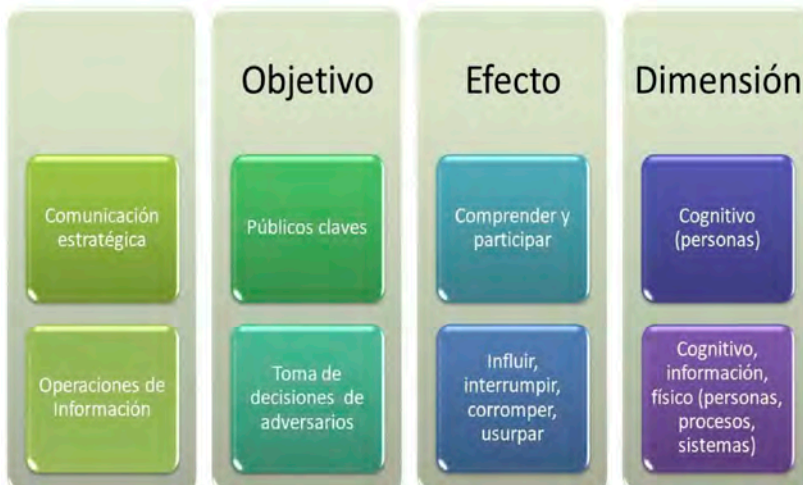 Objetivo
Efecto
Dimensión
Comunicación
estratégica
Públicos claves
Comprender y
participar
Cognitivo
(personas)
Operaciones de
Información
Toma de
decisiones de
adversarios
Influir,
interrumpir,
corromper,
usurpar
Cognitivo,
información,
físico (personas,
procesos,
sistemas)